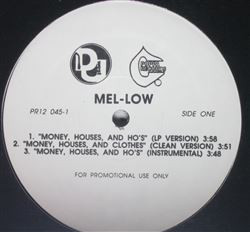 MEL-LOW
PR12 045-1
SIDE ONE
1. "MONEY, HOUSES, AND HO'S" (LP VERSION) 3:58
2. "MONEY, HOUSES, AND CLOTHES" (CLEAN VERSION) 3:51
3. "MONEY, HOUSES, AND HO'S" (INSTRUMENTAL) 3:48
FOR PROMOTIONAL USE ONLY